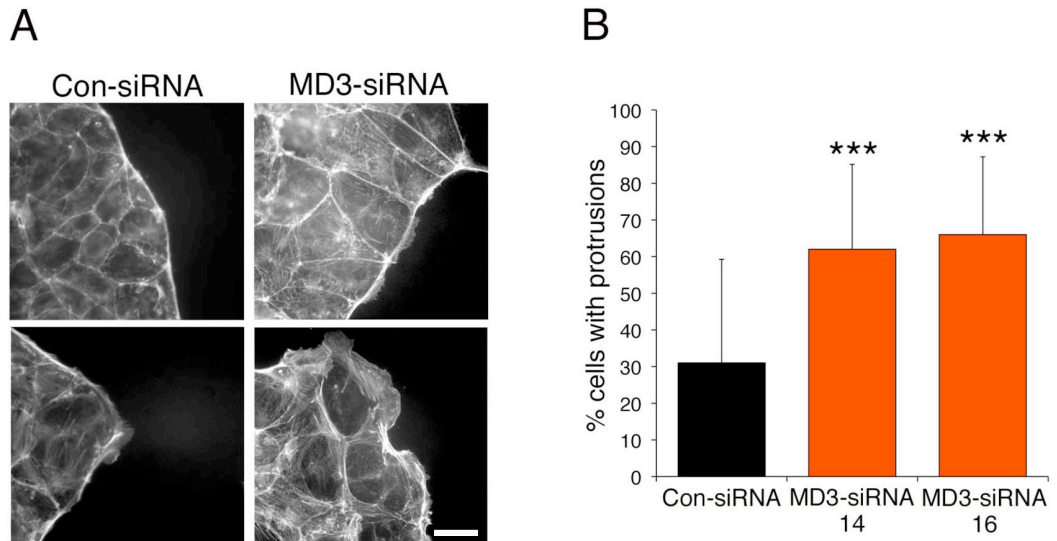 A
B
Con-siRNA
MD3-siRNA
% cells with protrusions
100
90
80
70
60
50
40
30
20
10
0
***
***
Con-siRNA
MD3-siRNA
14
MD3-siRNA
16